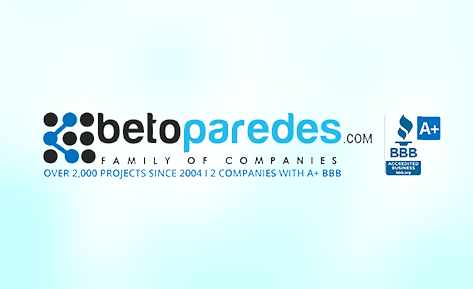 betoparedes.COM
FAMILY OF COMPANIES
OVER 2,000 PROJECTS SINCE 2004 I 2 COMPANIES WITH A+ BBB
A+
BBB
ACCREDITED
BUSINESS
bbb.org